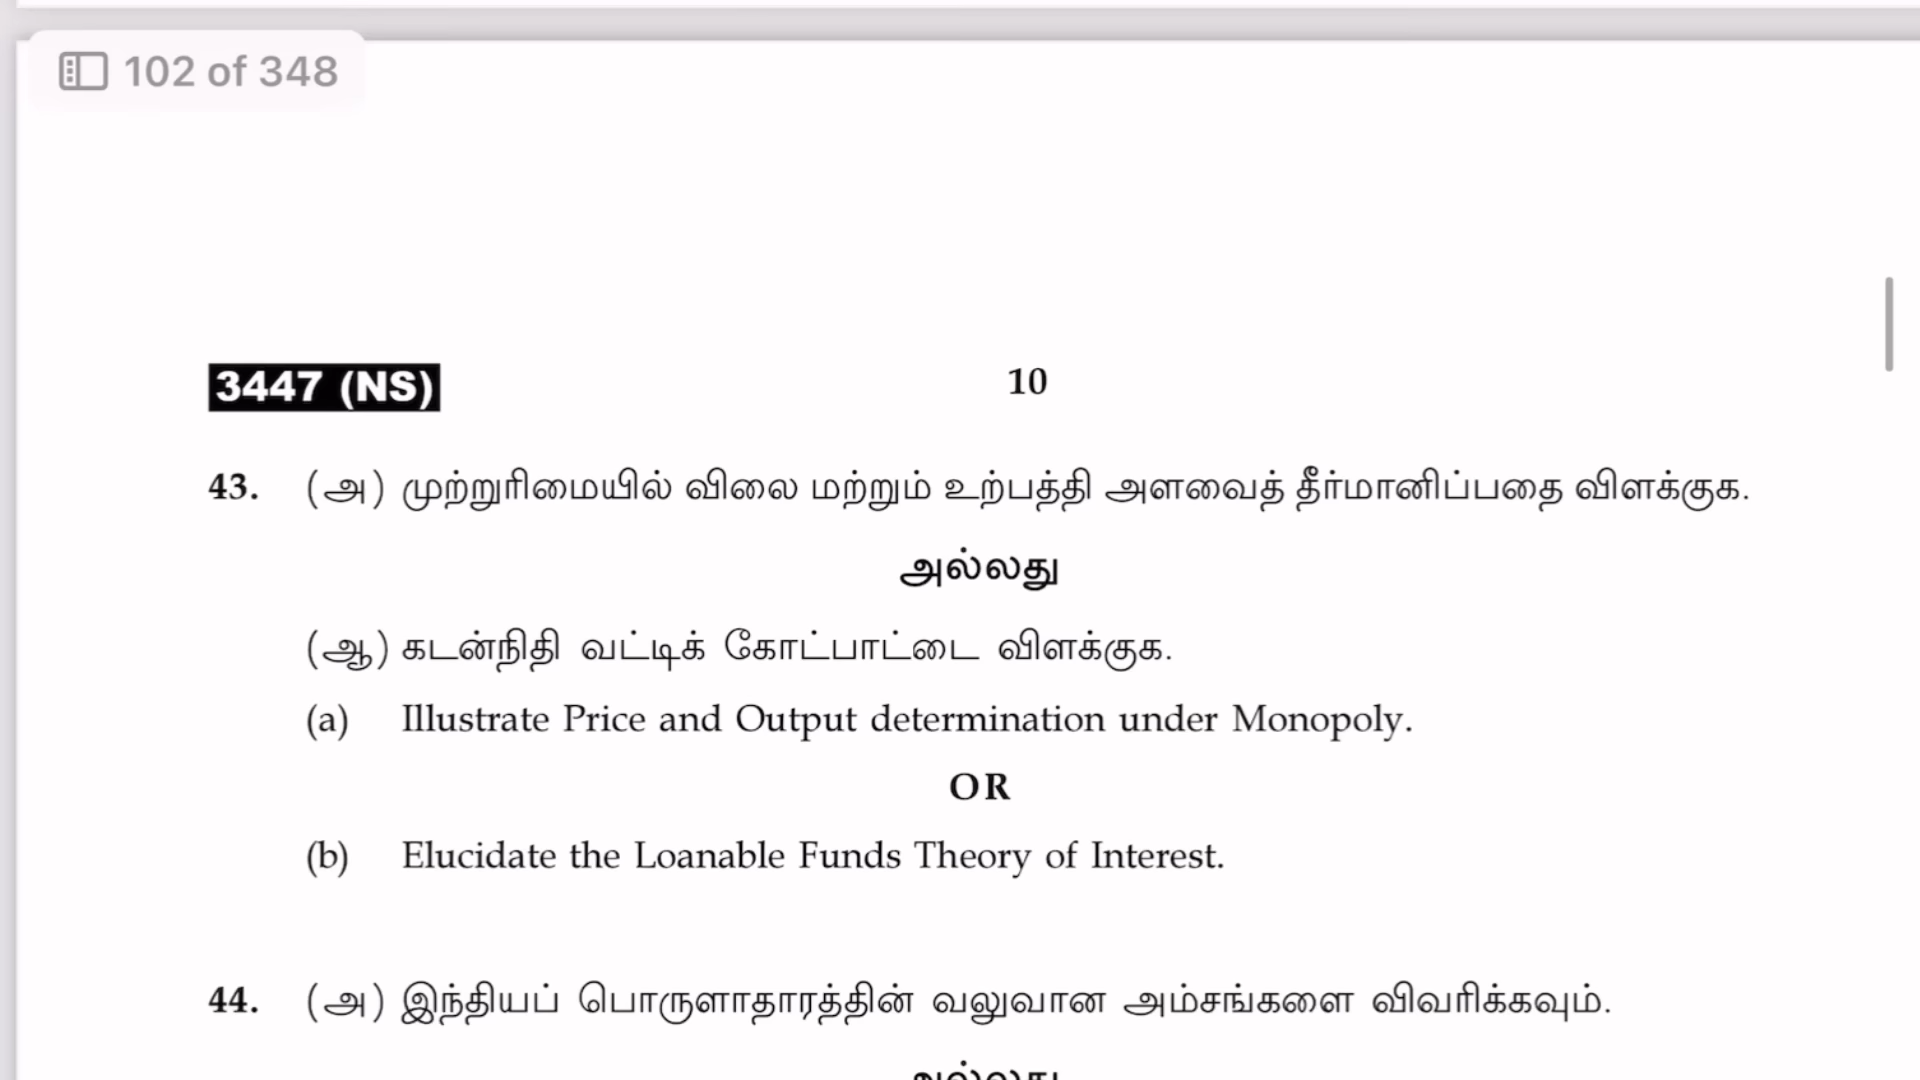 102 of 348
3447 (NS)
10
43. (அ) முற்றுரிமையில் விலை மற்றும் உற்பத்தி அளவைத் தீர்மானிப்பதை விளக்குக.
அல்லது
(ஆ) கடன்நிதி வட்டிக் கோட்பாட்டை விளக்குக.
(a) Illustrate Price and Output determination under Monopoly.
OR
(b) Elucidate the Loanable Funds Theory of Interest.
44. (அ) இந்தியப் பொருளாதாரத்தின் வலுவான அம்சங்களை விவரிக்கவும்.
அல்லது